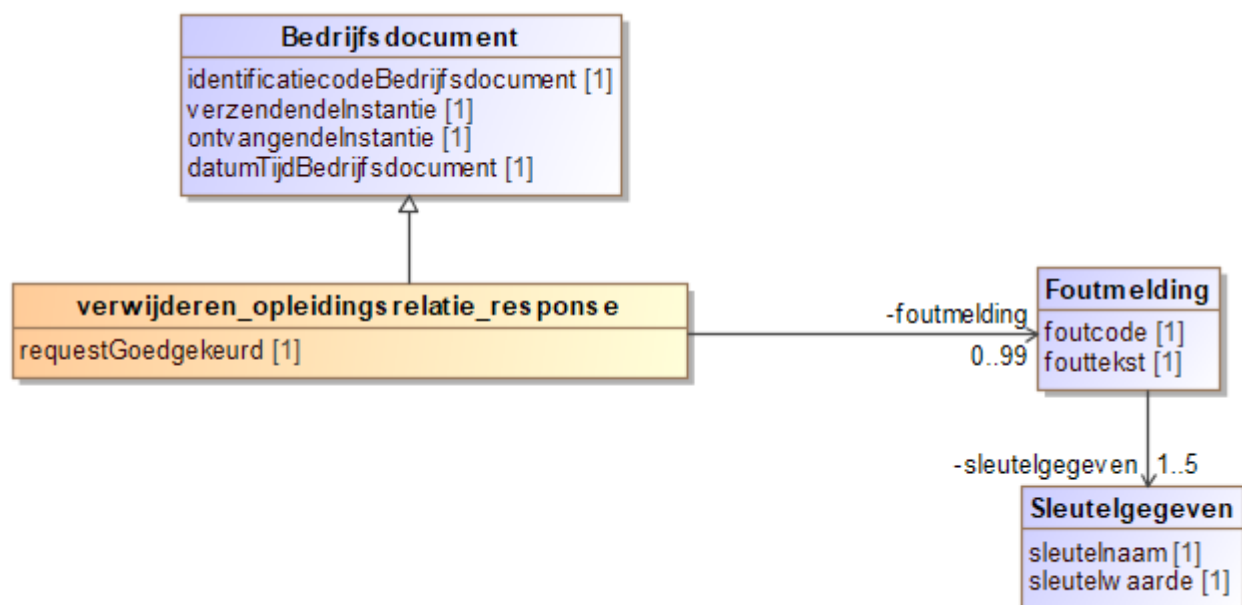 Bedrijfsdocument
identificatiecodeBedrijfsdocument [1]
verzendendeInstantie [1]
ontvangendeInstantie [1]
datumTijdBedrijfsdocument [1]
verwijderen_opleidingsrelatie_response
requestGoedgekeurd [1]
-foutmelding
0..99
Foutmelding
foutcode [1]
fouttekst [1]
-sleutelgegeven 1..5
Sleutelgegeven
sleutelnaam [1]
sleutelwaarde [1]